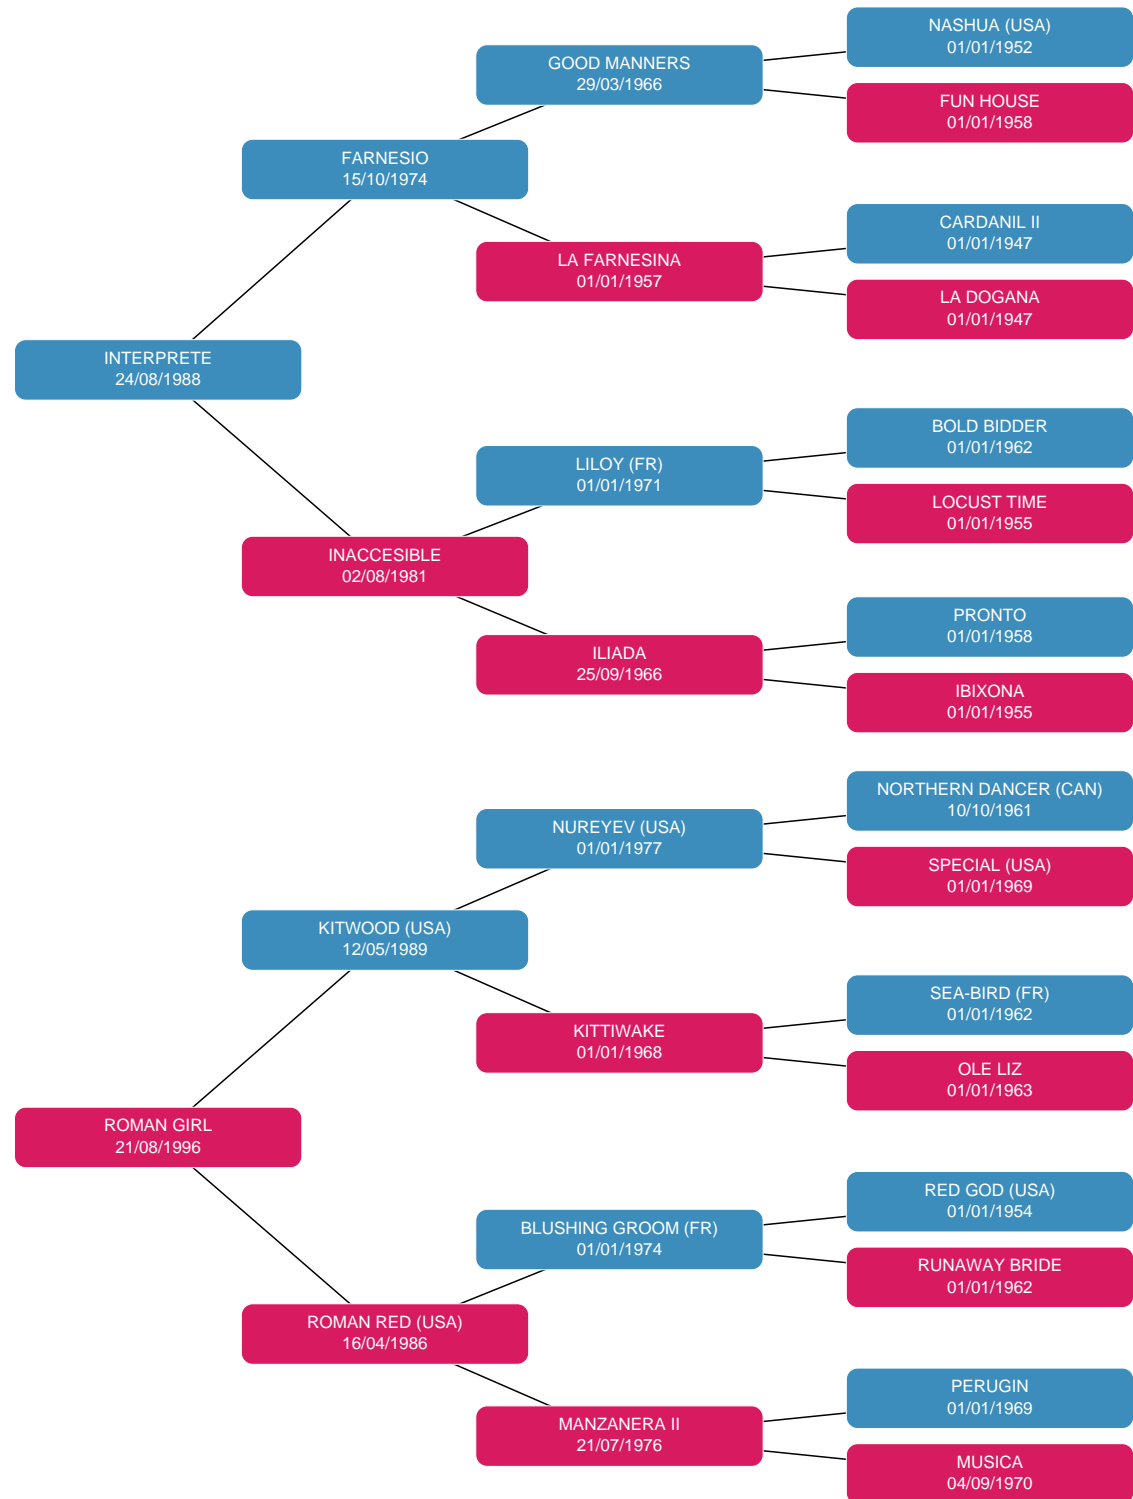 NASHUA (USA)
01/01/1952
GOOD MANNERS
29/03/1966
FUN HOUSE
01/01/1958
FARNESIO
15/10/1974
CARDANIL II
01/01/1947
LA FARNESINA
01/01/1957
LA DOGANA
01/01/1947
INTERPRETE
24/08/1988
BOLD BIDDER
01/01/1962
LILOY (FR)
01/01/1971
LOCUST TIME
01/01/1955
INACCESIBLE
02/08/1981
PRONTO
01/01/1958
ILIADA
25/09/1966
IBIXONA
01/01/1955
NORTHERN DANCER (CAN)
10/10/1961
NUREYEV (USA)
01/01/1977
SPECIAL (USA)
01/01/1969
KITWOOD (USA)
12/05/1989
SEA-BIRD (FR)
01/01/1962
KITTIWAKE
01/01/1968
OLE LIZ
01/01/1963
ROMAN GIRL
21/08/1996
RED GOD (USA)
01/01/1954
BLUSHING GROOM (FR)
01/01/1974
RUNAWAY BRIDE
01/01/1962
ROMAN RED (USA)
16/04/1986
PERUGIN
01/01/1969
MANZANERA II
21/07/1976
MUSICA
04/09/1970